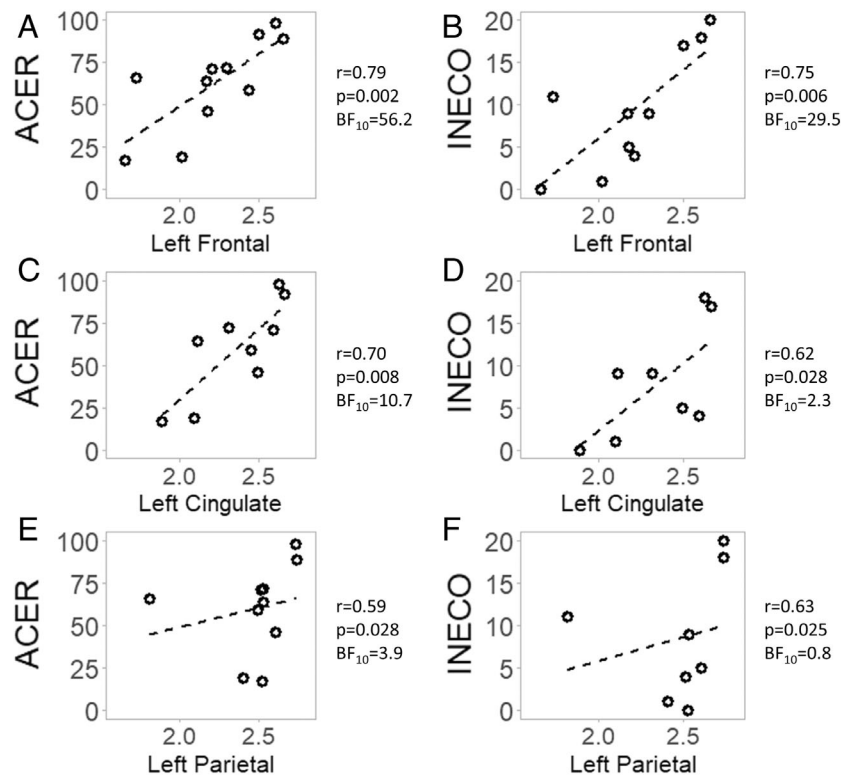 A
ACER
100
75
50
25
0
2.0 2.5
Left Frontal
r=0.79
p=0.002
BF₁₀=56.2
B
INECO
20
15
10
5
0
2.0 2.5
Left Frontal
r=0.75
p=0.006
BF₁₀=29.5
C
ACER
100
75
50
25
0
2.0 2.5
Left Cingulate
r=0.70
p=0.008
BF₁₀=10.7
D
INECO
20
15
10
5
0
2.0 2.5
Left Cingulate
r=0.62
p=0.028
BF₁₀=2.3
E
ACER
100
75
50
25
0
2.0 2.5
Left Parietal
r=0.59
p=0.028
BF₁₀=3.9
F
INECO
20
15
10
5
0
2.0 2.5
Left Parietal
r=0.63
p=0.025
BF₁₀=0.8